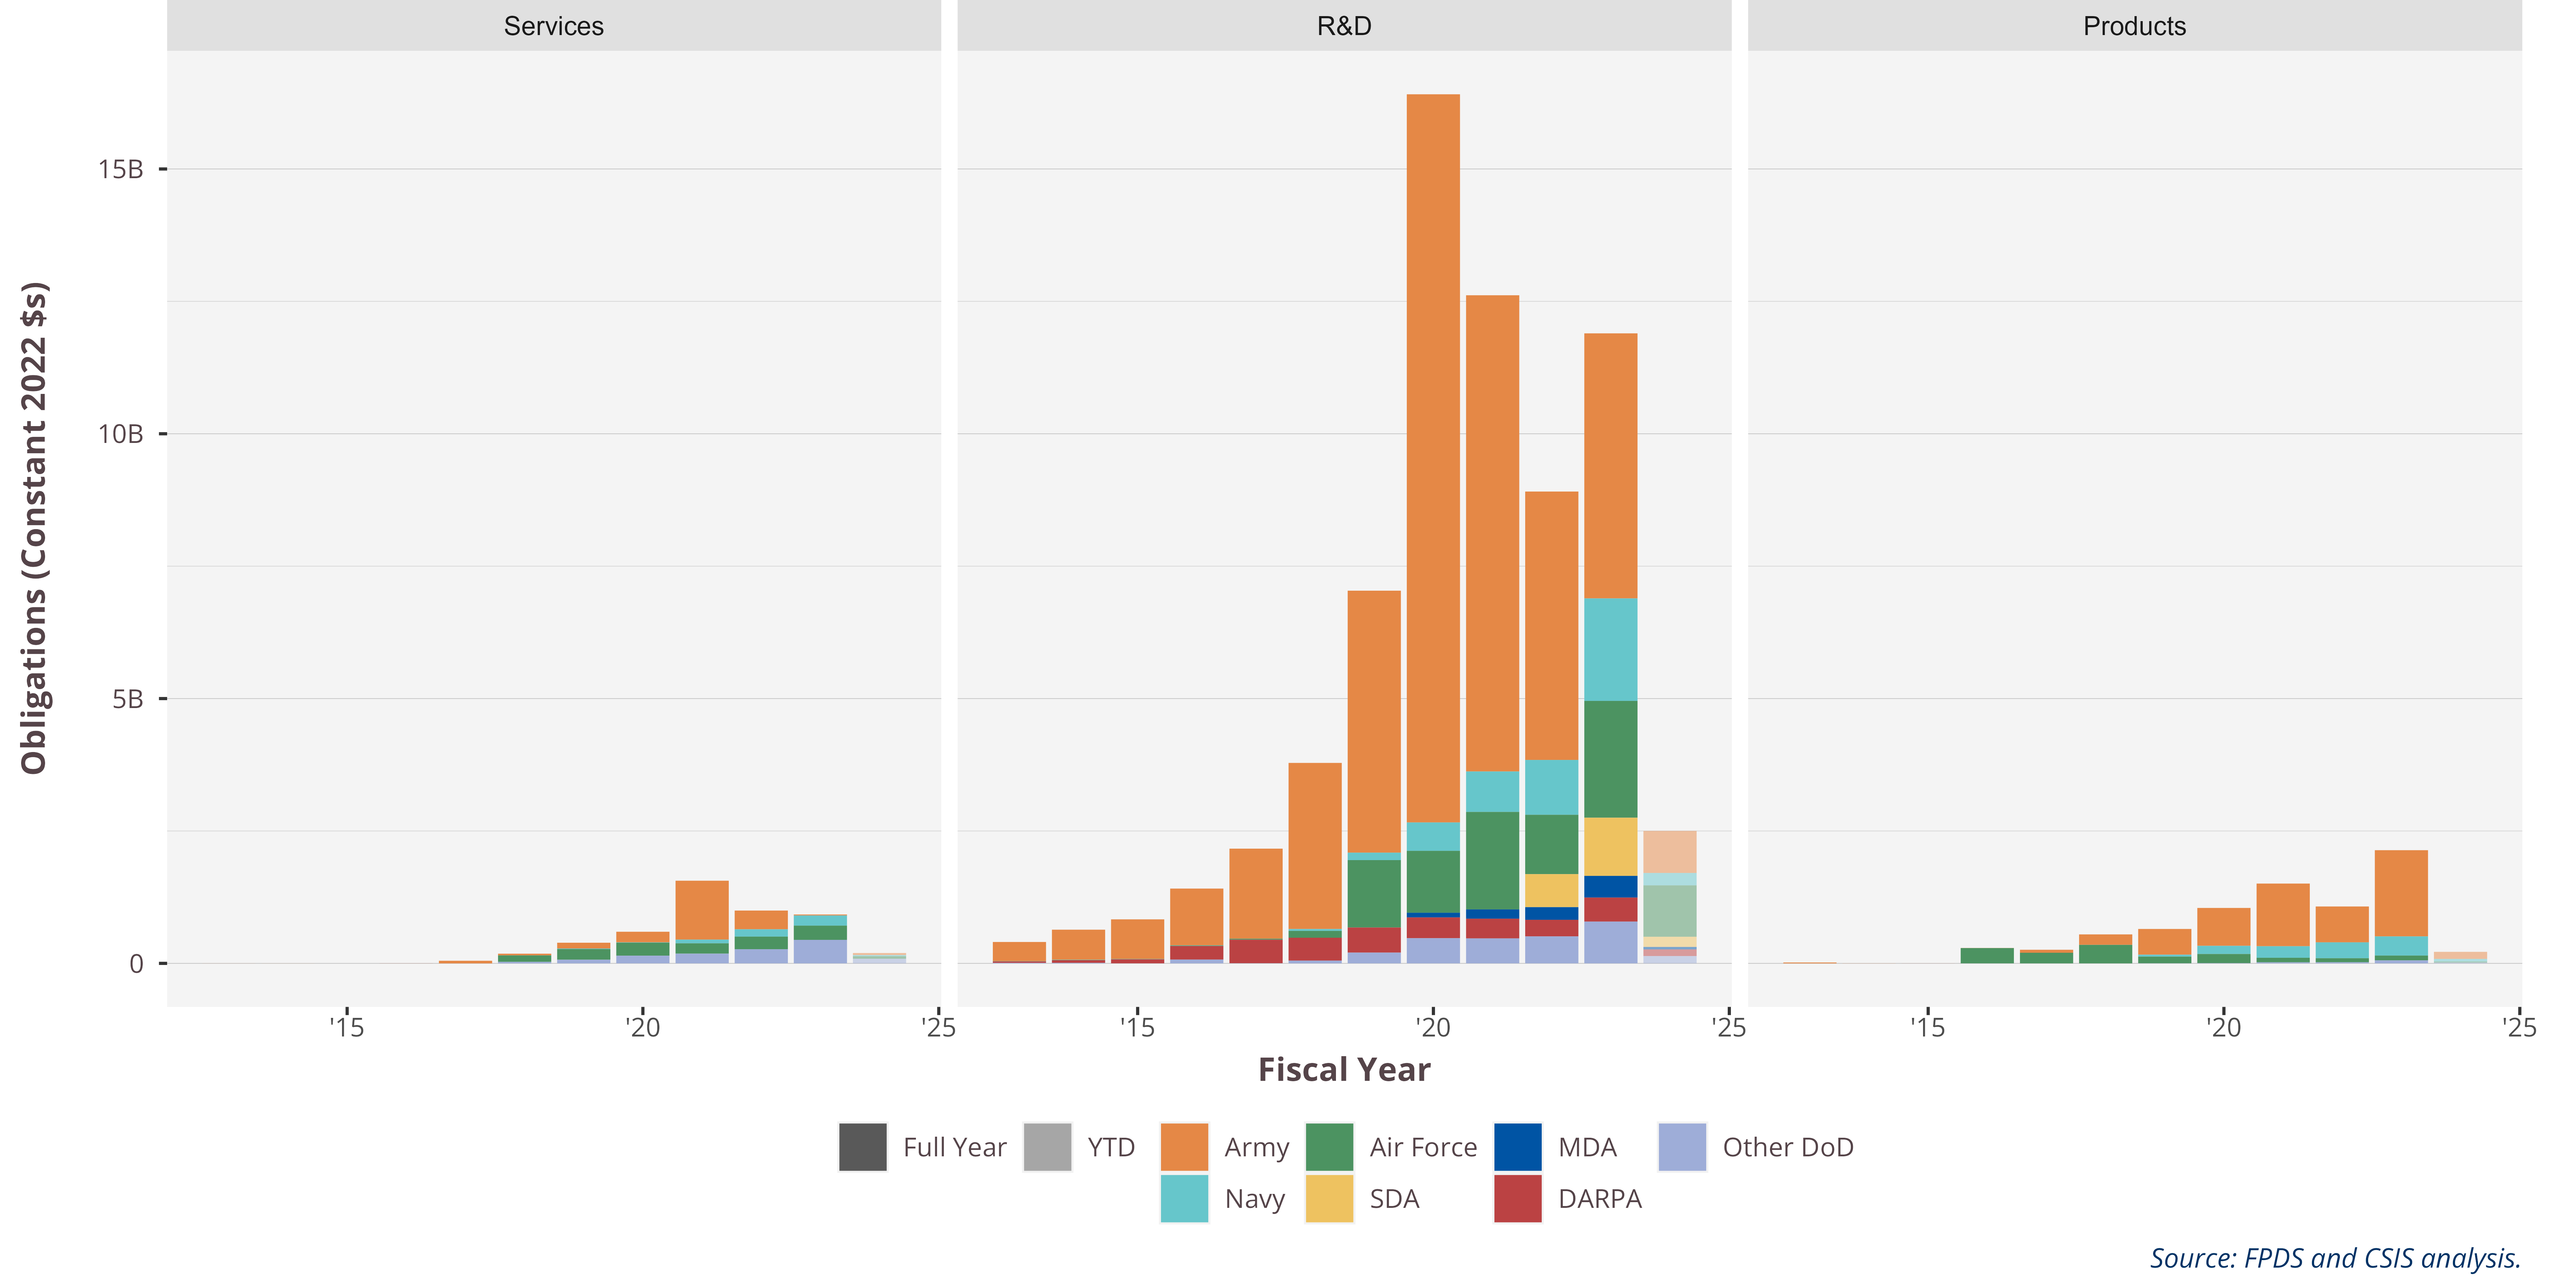 Services
R&D
Products
Obligations (Constant 2022 $s)
15B
10B
5B
0
'15 '20 '25
'15 '20 '25
'15 '20 '25
Fiscal Year
Full Year YTD Army Air Force MDA Other DoD
Navy SDA DARPA
Source: FPDS and CSIS analysis.